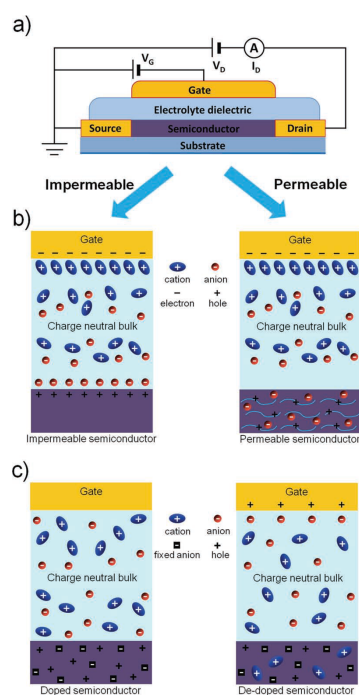 a)
V_G
V_D
A
I_D
Gate
Electrolyte dielectric
Source
Semiconductor
Drain
Substrate
Impermeable
Permeable
b)
Gate
Gate
cation
anion
electron
hole
Charge neutral bulk
Charge neutral bulk
Impermeable semiconductor
Permeable semiconductor
c)
Gate
Gate
cation
anion
fixed anion
hole
Charge neutral bulk
Charge neutral bulk
Doped semiconductor
De-doped semiconductor